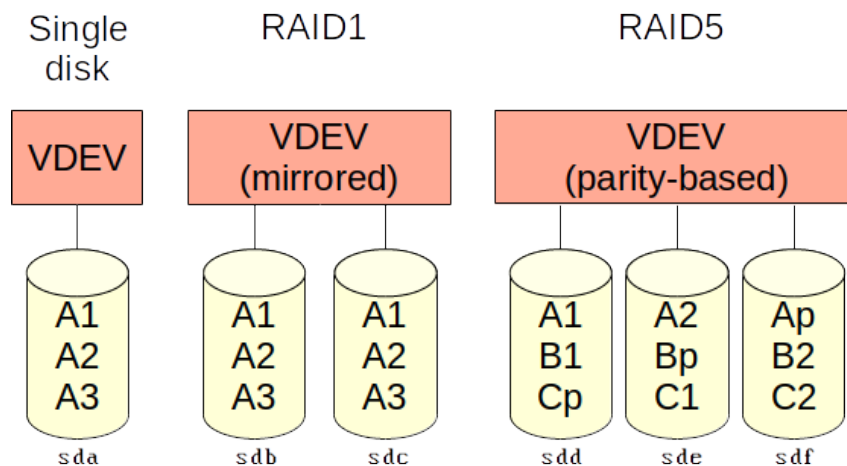 Single
disk
RAID1
RAID5
VDEV
VDEV
(mirrored)
VDEV
(parity-based)
A1
A2
A3
A1
A2
A3
A1
A2
A3
A1
B1
Cp
A2
Bp
C1
Ap
B2
C2
sda
sdb
sdc
sdd
sde
sdf